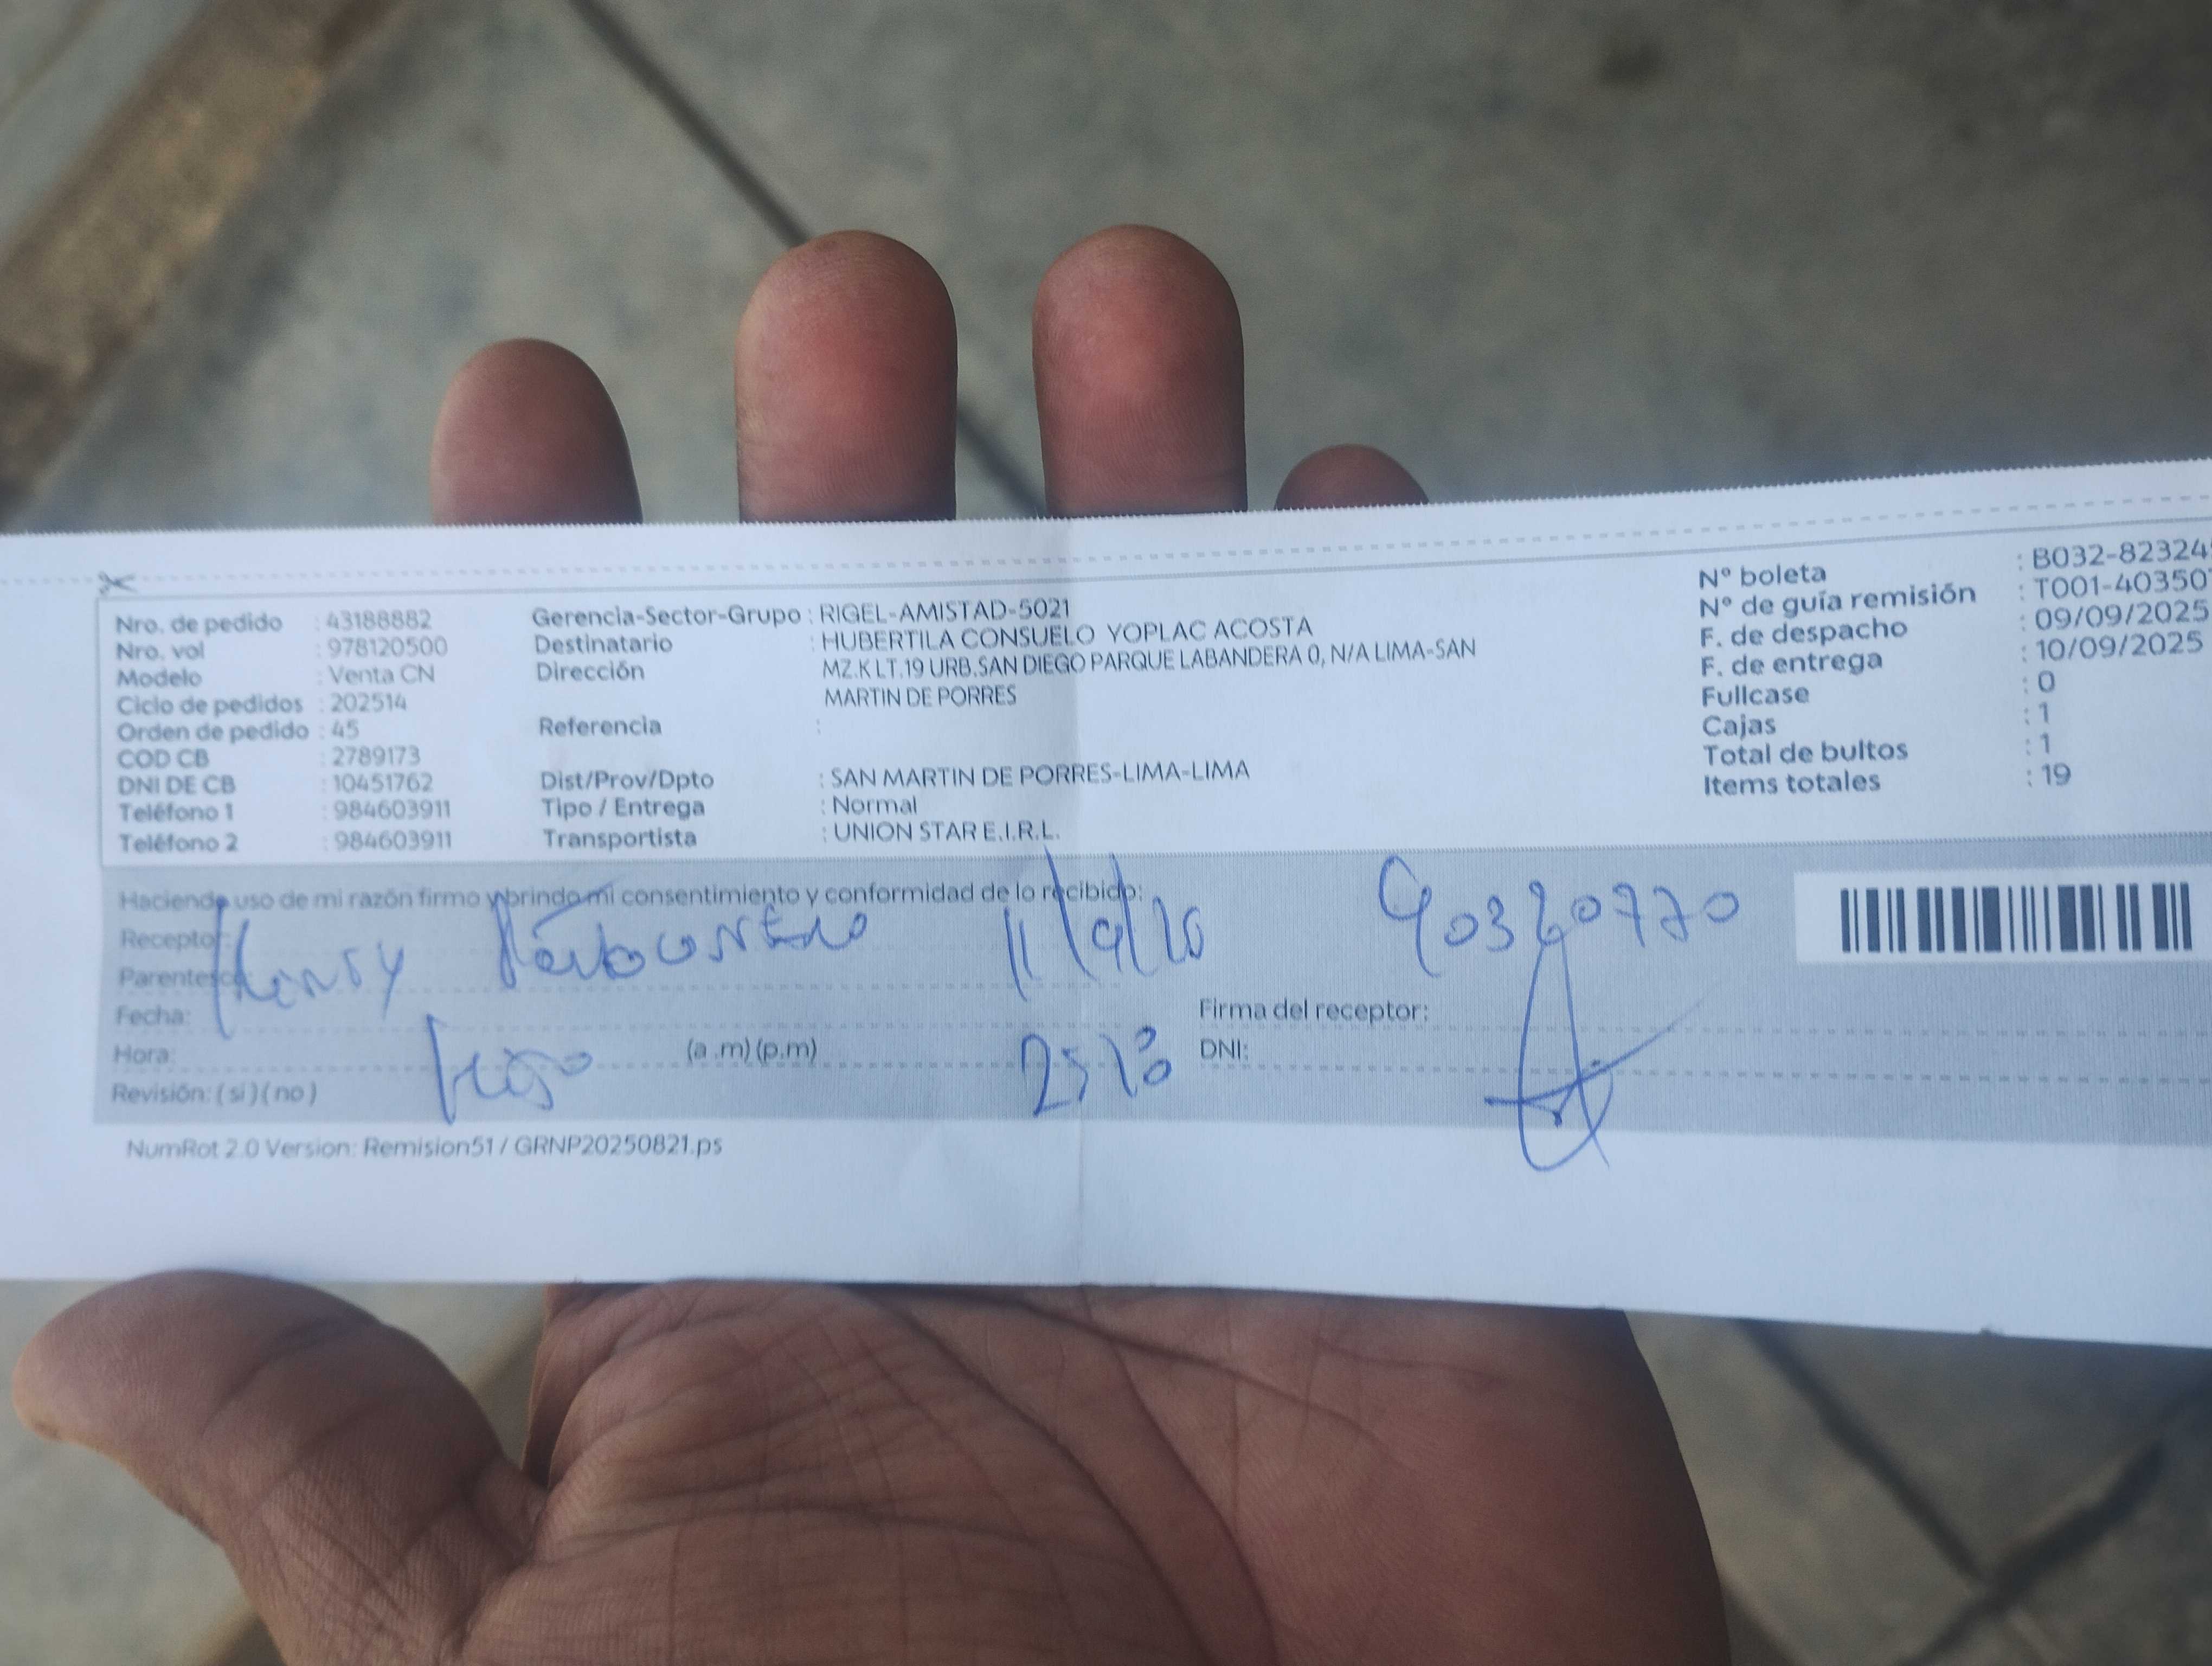 Nro. de pedido : 43188882
Nro. vol : 978120500
Modelo : Venta CN
Ciclo de pedidos : 202514
Orden de pedido : 45
COD CB : 2789173
DNI DE CB : 10451762
Teléfono 1 : 984603911
Teléfono 2 : 984603911
Gerencia-Sector-Grupo : RIGEL-AMISTAD-5021
Destinatario : HUBERTILA CONSUELO YOPLAC ACOSTA
Dirección MZ.K LT.19 URB.SAN DIEGO PARQUE LABANDERA 0, N/A LIMA-SAN
MARTIN DE PORRES
Referencia :
Dist/Prov/Dpto : SAN MARTIN DE PORRES-LIMA-LIMA
Tipo / Entrega : Normal
Transportista : UNION STAR E.I.R.L.
N° boleta : B032-82324
N° de guía remisión : T001-40350
F. de despacho : 09/09/2025
F. de entrega : 10/09/2025
Fullcase : 0
Cajas : 1
Total de bultos : 1
Items totales : 19
Haciendo uso de mi razón firmo y brindo mi consentimiento y conformidad de lo recibido:
Receptor: Henry
Parentesco:
Fecha:
Hora: (a .m) (p.m)
Revisión: ( si ) ( no )
Firma del receptor:
DNI:
NumRot 2.0 Version: Remision51 / GRNP20250821.ps